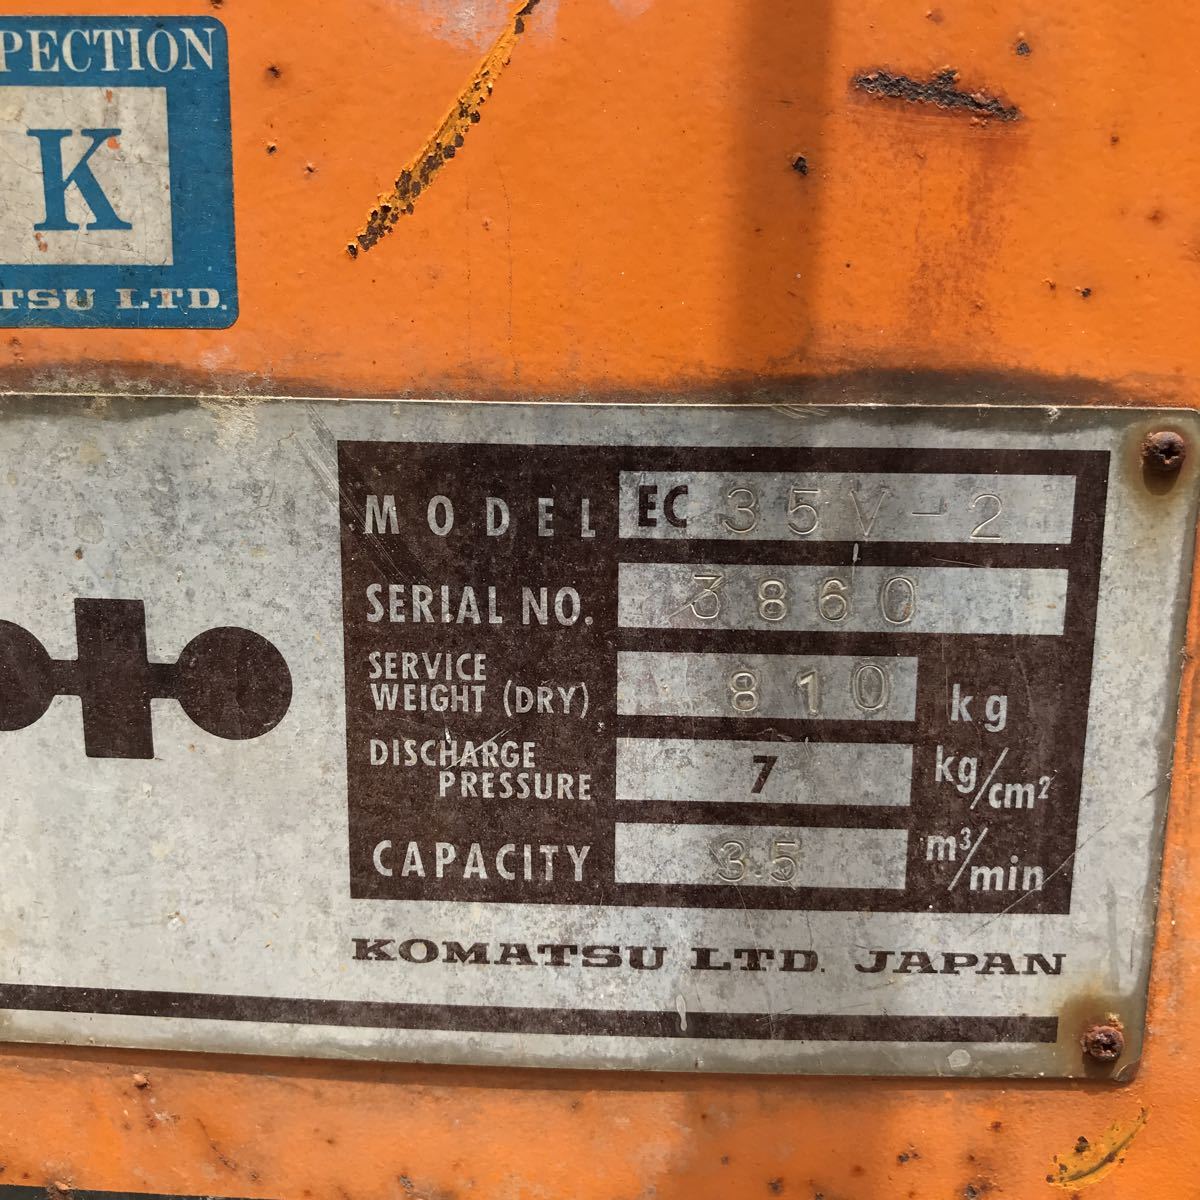 PECTION
K
TSU LTD.
MODEL EC 35V-2
SERIAL NO. 3860
SERVICE
WEIGHT (DRY) 810 kg
DISCHARGE
PRESSURE 7 kg/cm²
CAPACITY 3.5 m³/min
KOMATSU LTD. JAPAN